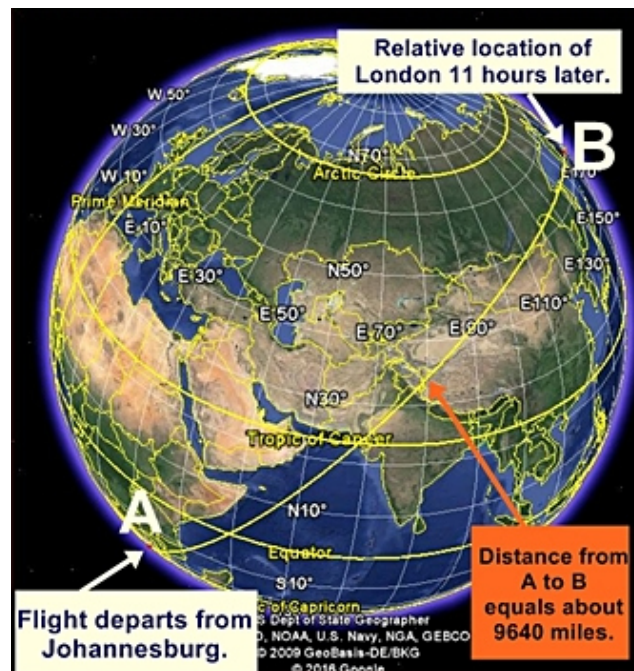 Relative location of
London 11 hours later.
B
W 50°
W 30°
W 10°
N70°
Arctic Circle
E170°
Prime Meridian
E 10°
E150°
E 30°
N50°
E130°
E 50°
E 70°
E 90°
E110°
N30°
Tropic of Cancer
A
N10°
Equator
S10°
Distance from
A to B
equals about
9640 miles.
Flight departs from
Johannesburg.
c of Capricorn
S Dept of State Geographer
O, NOAA, U.S. Navy, NGA, GEBCO
© 2009 GeoBasis-DE/BKG
© 2016 Google